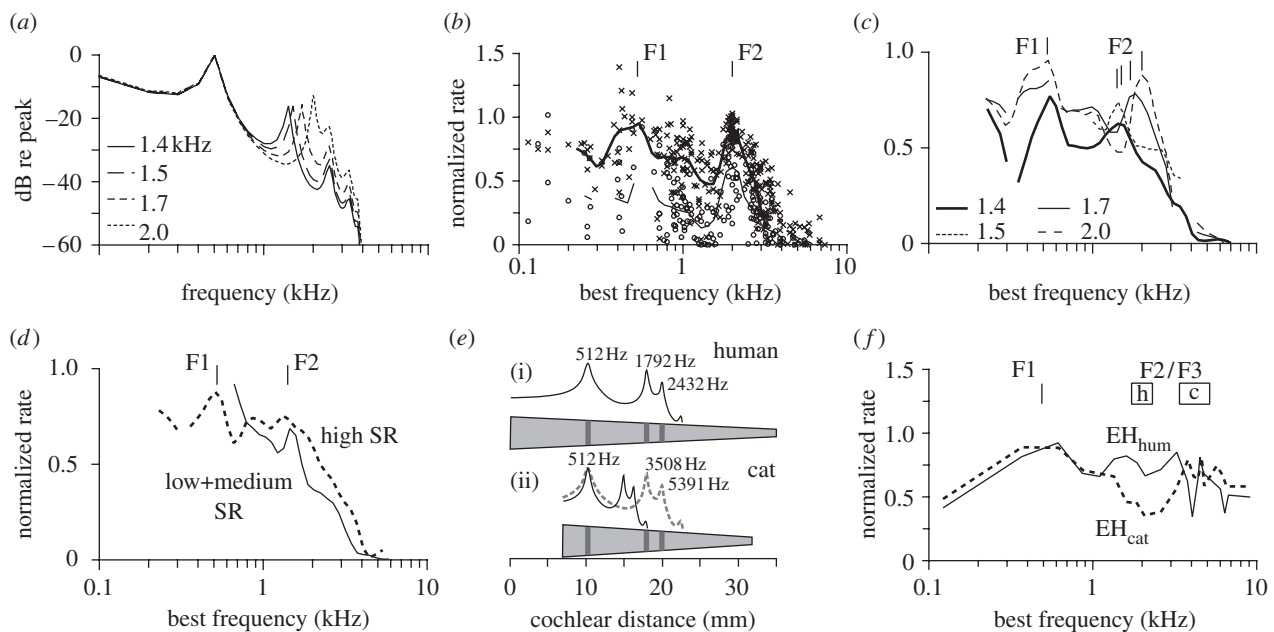 (a)
0
−20
−40
−60
dB re peak
1.4 kHz
1.5
1.7
2.0
frequency (kHz)
(b)
1.5
1.0
0.5
0
normalized rate
F1
F2
0.1
1
10
best frequency (kHz)
(c)
1.0
0.5
0
F1
F2
1.4
1.5
1.7
2.0
best frequency (kHz)
(d)
1.0
0.5
0
normalized rate
F1
F2
high SR
low+medium
SR
0.1
1
10
best frequency (kHz)
(e)
(i)
512 Hz
1792 Hz
human
2432 Hz
(ii)
512 Hz
3508 Hz
cat
5391 Hz
0
10
20
30
cochlear distance (mm)
(f)
1.5
1.0
0.5
0
normalized rate
F1
F2/F3
h
c
EHhum
EHcat
0.1
1
10
best frequency (kHz)